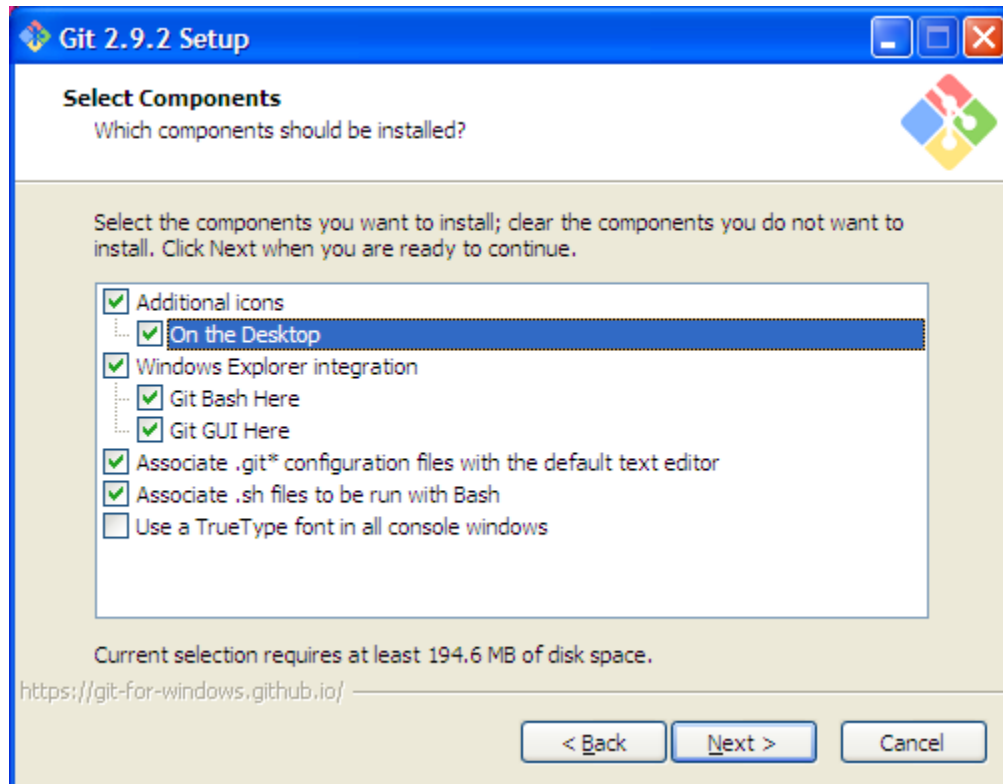 Git 2.9.2 Setup
Select Components
Which components should be installed?
Select the components you want to install; clear the components you do not want to
install. Click Next when you are ready to continue.
Additional icons
On the Desktop
Windows Explorer integration
Git Bash Here
Git GUI Here
Associate .git* configuration files with the default text editor
Associate .sh files to be run with Bash
Use a TrueType font in all console windows
Current selection requires at least 194.6 MB of disk space.
https://git-for-windows.github.io/
< Back Next > Cancel